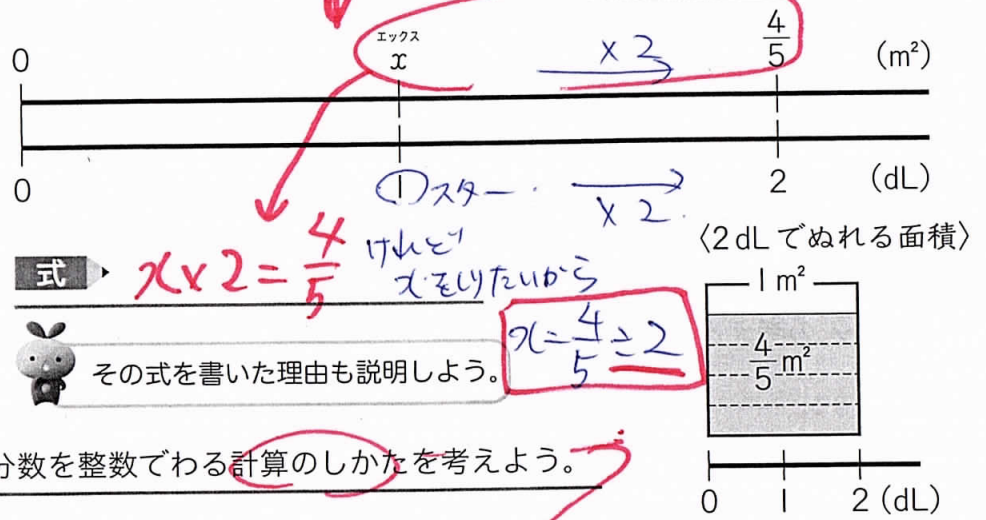 エックス
0 x ×2 4/5 (m²)
0 ①スター ×2 2 (dL)
式 x×2=4/5 けれど
xをしりたいから
x=4/5÷2
その式を書いた理由も説明しよう。
〈2dLでぬれる面積〉
1m²
4/5 m²
0 1 2 (dL)
分数を整数でわる計算のしかたを考えよう。